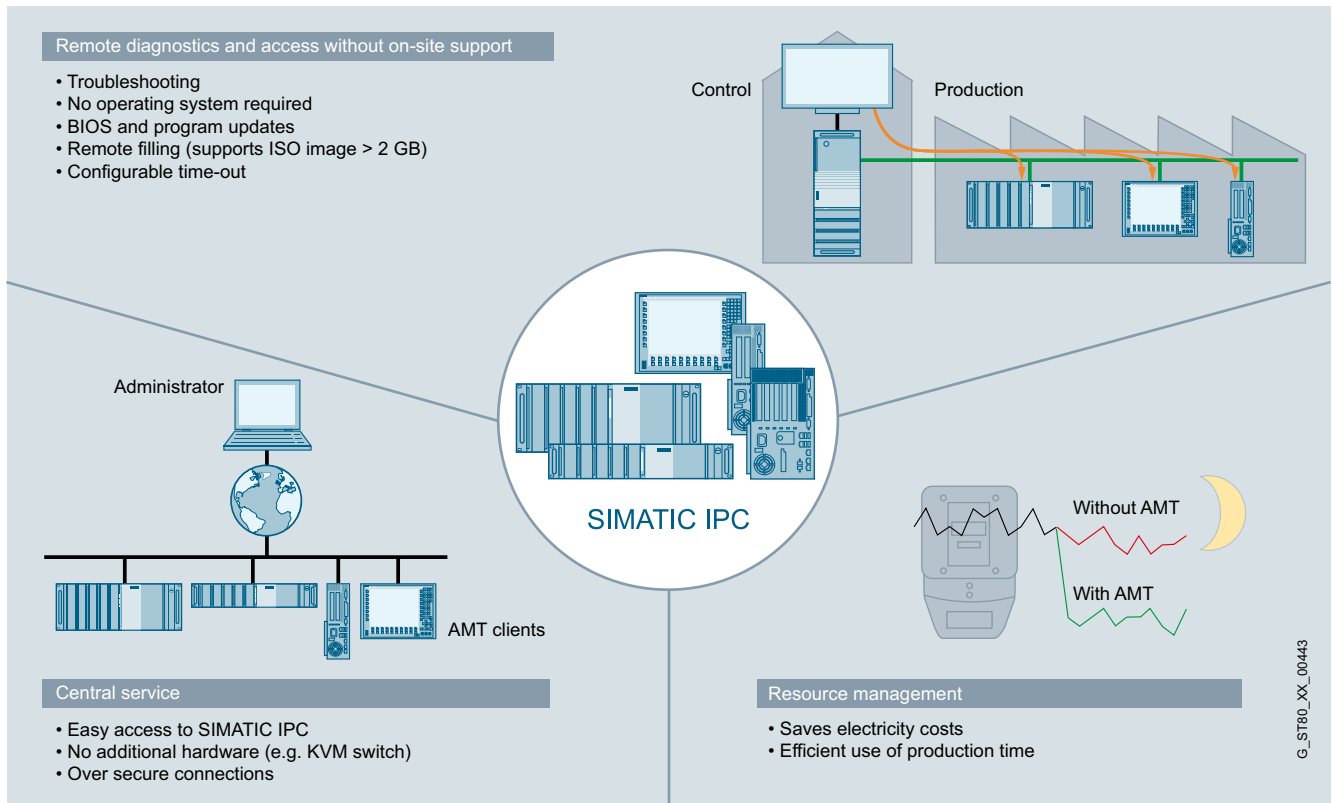 Remote diagnostics and access without on-site support
• Troubleshooting
• No operating system required
• BIOS and program updates
• Remote filling (supports ISO image > 2 GB)
• Configurable time-out
Control
Production
Administrator
AMT clients
SIMATIC IPC
Without AMT
With AMT
Central service
• Easy access to SIMATIC IPC
• No additional hardware (e.g. KVM switch)
• Over secure connections
Resource management
• Saves electricity costs
• Efficient use of production time
G_ST80_XX_00443